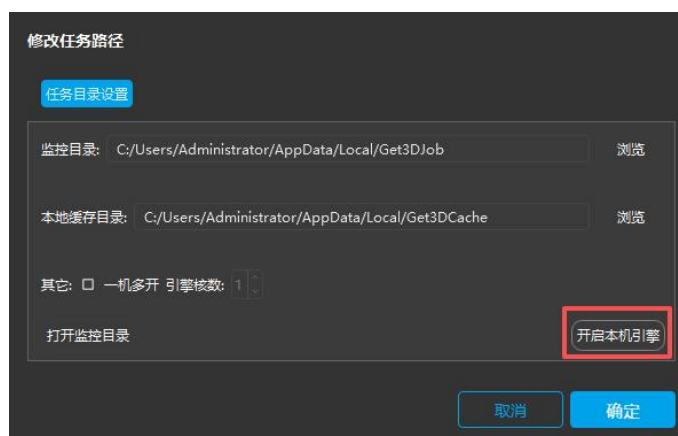 修改任务路径
任务目录设置
监控目录: C:/Users/Administrator/AppData/Local/Get3DJob 浏览
本地缓存目录: C:/Users/Administrator/AppData/Local/Get3DCache 浏览
其它: 一机多开 引擎核数: 1
打开监控目录 开启本机引擎
取消 确定